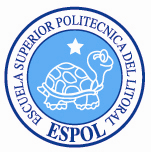 ESCUELA SUPERIOR POLITECNICA DEL LITORAL
ESPOL